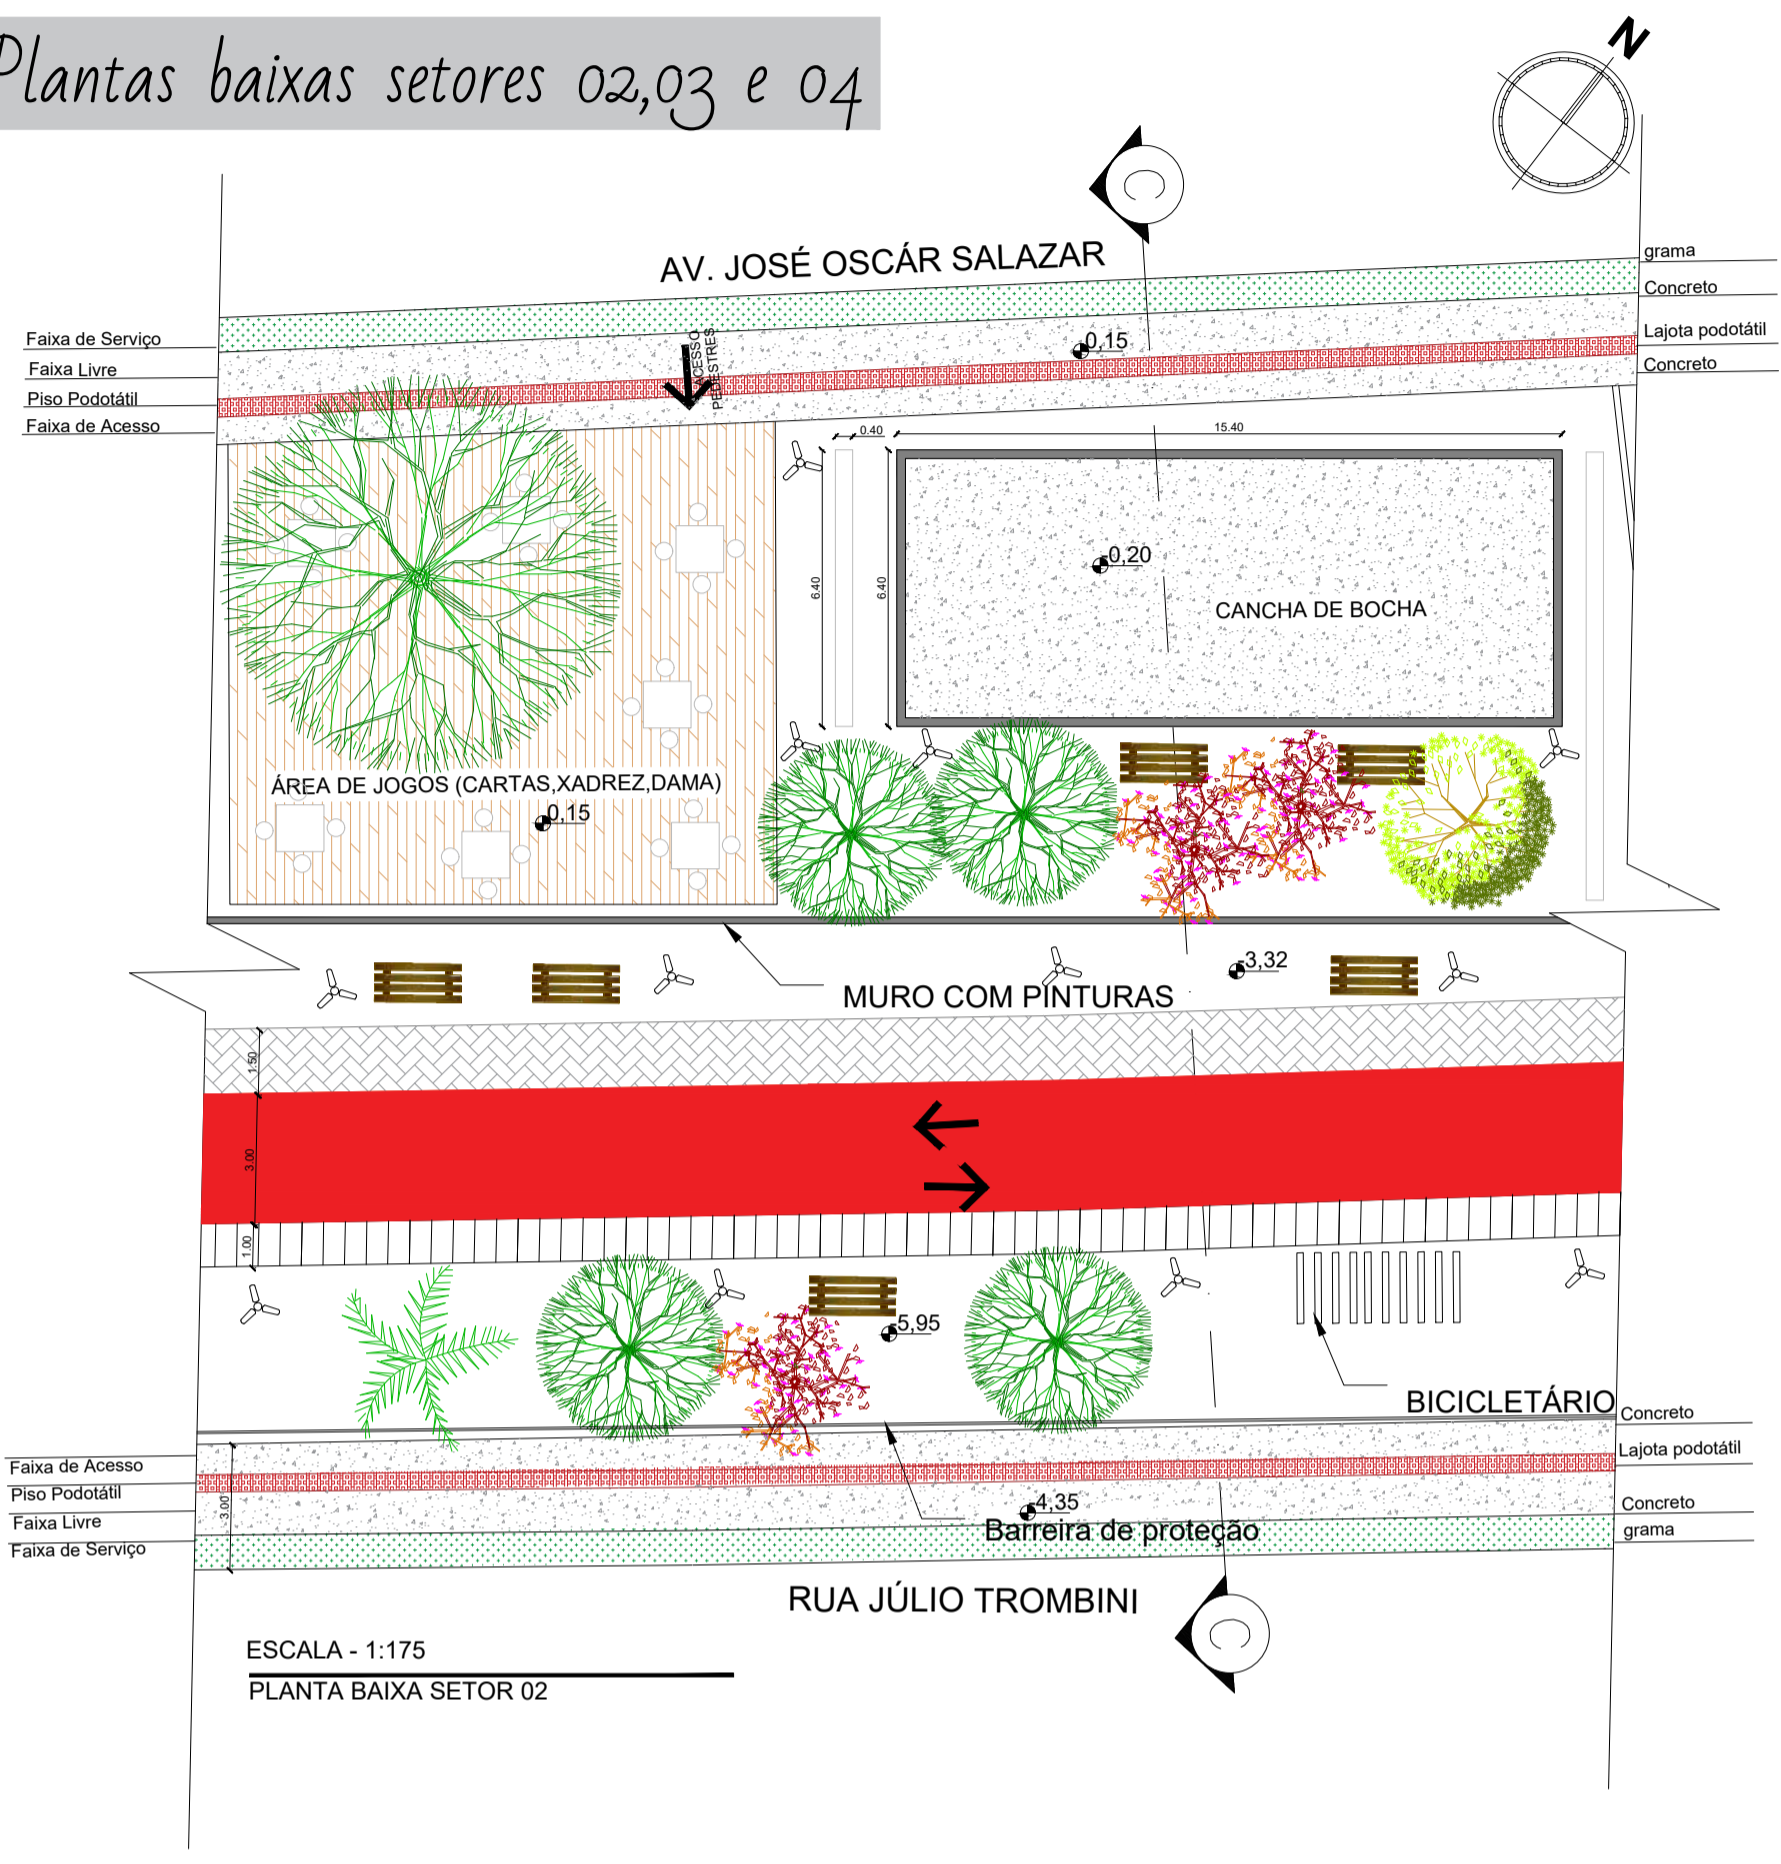 Plantas baixas setores 02,03 e 04
N
C
AV. JOSÉ OSCÁR SALAZAR
grama
Concreto
Lajota podotátil
Concreto
Faixa de Serviço
Faixa Livre
Piso Podotátil
Faixa de Acesso
ACESSO
PEDESTRES
0,15
0.40
15.40
6.40
6.40
-0,20
CANCHA DE BOCHA
ÁREA DE JOGOS (CARTAS,XADREZ,DAMA)
0,15
-3,32
MURO COM PINTURAS
1.50
3.00
1.00
-5,95
BICICLETÁRIO
Concreto
Lajota podotátil
Concreto
grama
Faixa de Acesso
Piso Podotátil
Faixa Livre
Faixa de Serviço
3.00
-4,35
Barreira de proteção
RUA JÚLIO TROMBINI
C
ESCALA - 1:175
PLANTA BAIXA SETOR 02